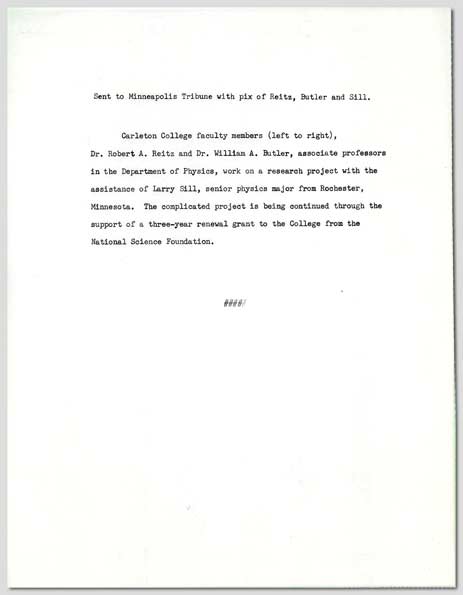 Sent to Minneapolis Tribune with pix of Reitz, Butler and Sill.
Carleton College faculty members (left to right),
Dr. Robert A. Reitz and Dr. William A. Butler, associate professors
in the Department of Physics, work on a research project with the
assistance of Larry Sill, senior physics major from Rochester,
Minnesota. The complicated project is being continued through the
support of a three-year renewal grant to the College from the
National Science Foundation.
####/